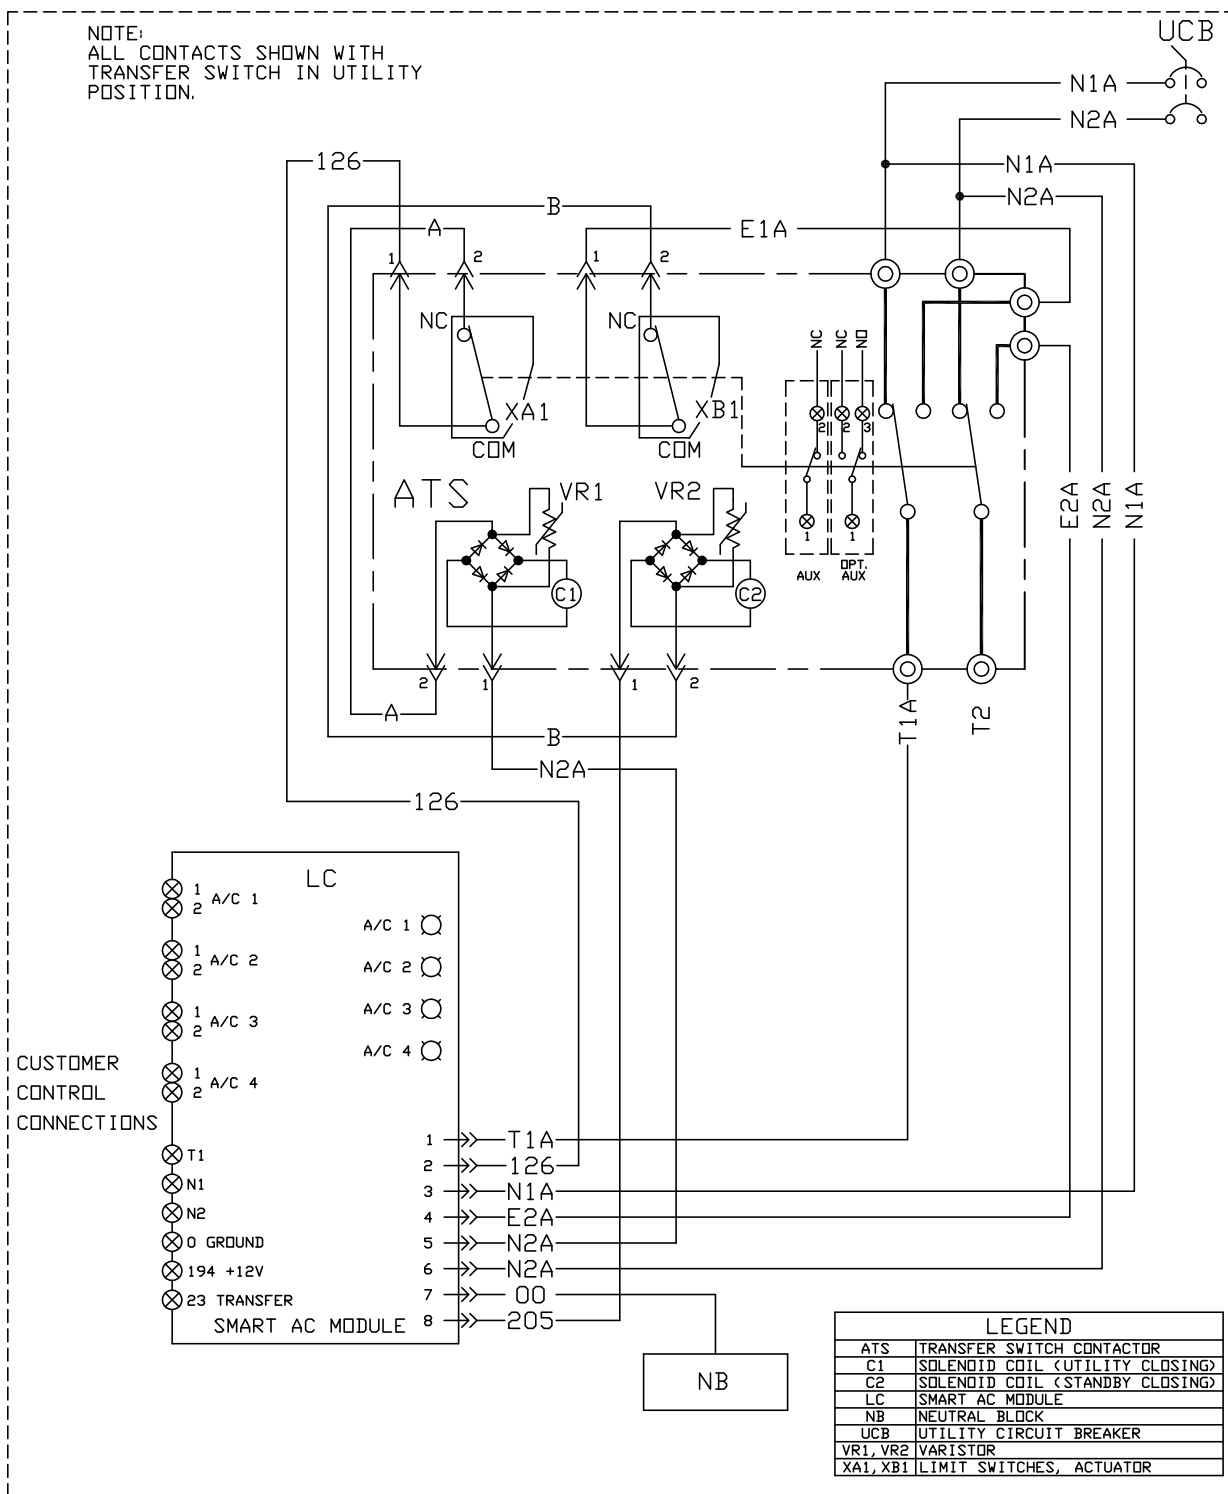 NOTE:
ALL CONTACTS SHOWN WITH
TRANSFER SWITCH IN UTILITY
POSITION.
UCB
N1A
N2A
126
N1A
N2A
B
A
E1A
1
2
1
2
NC
NC
NC
NC
NO
XA1
XB1
2
2
3
COM
COM
ATS
VR1
VR2
E2A
N2A
N1A
1
1
AUX
OPT.
AUX
C1
C2
2
1
1
2
A
T1A
T2
B
N2A
126
LC
1
2
A/C 1
A/C 1
1
2
A/C 2
A/C 2
1
2
A/C 3
A/C 3
1
2
A/C 4
A/C 4
CUSTOMER
CONTROL
CONNECTIONS
T1
N1
N2
0 GROUND
194 +12V
23 TRANSFER
SMART AC MODULE
1 T1A
2 126
3 N1A
4 E2A
5 N2A
6 N2A
7 00
8 205
NB
LEGEND
ATS TRANSFER SWITCH CONTACTOR
C1 SOLENOID COIL (UTILITY CLOSING)
C2 SOLENOID COIL (STANDBY CLOSING)
LC SMART AC MODULE
NB NEUTRAL BLOCK
UCB UTILITY CIRCUIT BREAKER
VR1,VR2 VARISTOR
XA1,XB1 LIMIT SWITCHES, ACTUATOR